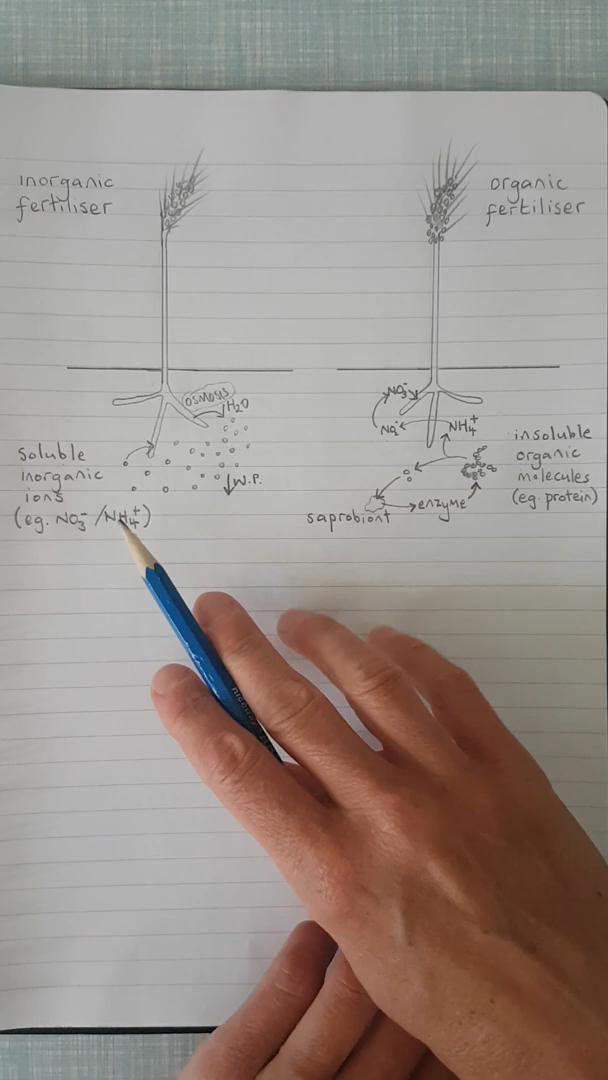 inorganic
fertiliser
organic
fertiliser
osmosis
H₂O
soluble
inorganic
ions
(eg. NO₃⁻ /NH₄⁺)
↓W.P.
NO₃⁻
NO₂⁻
NH₄⁺
insoluble
organic
molecules
(eg. protein)
saprobiont
enzyme